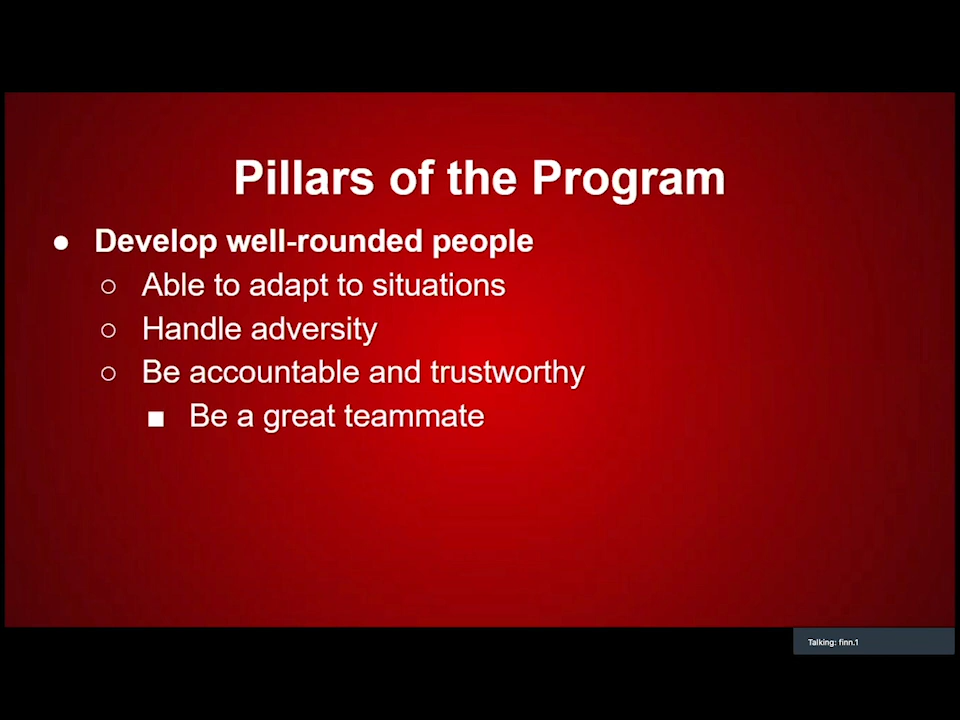 Pillars of the Program
● Develop well-rounded people
○ Able to adapt to situations
○ Handle adversity
○ Be accountable and trustworthy
■ Be a great teammate
Talking: finn.1